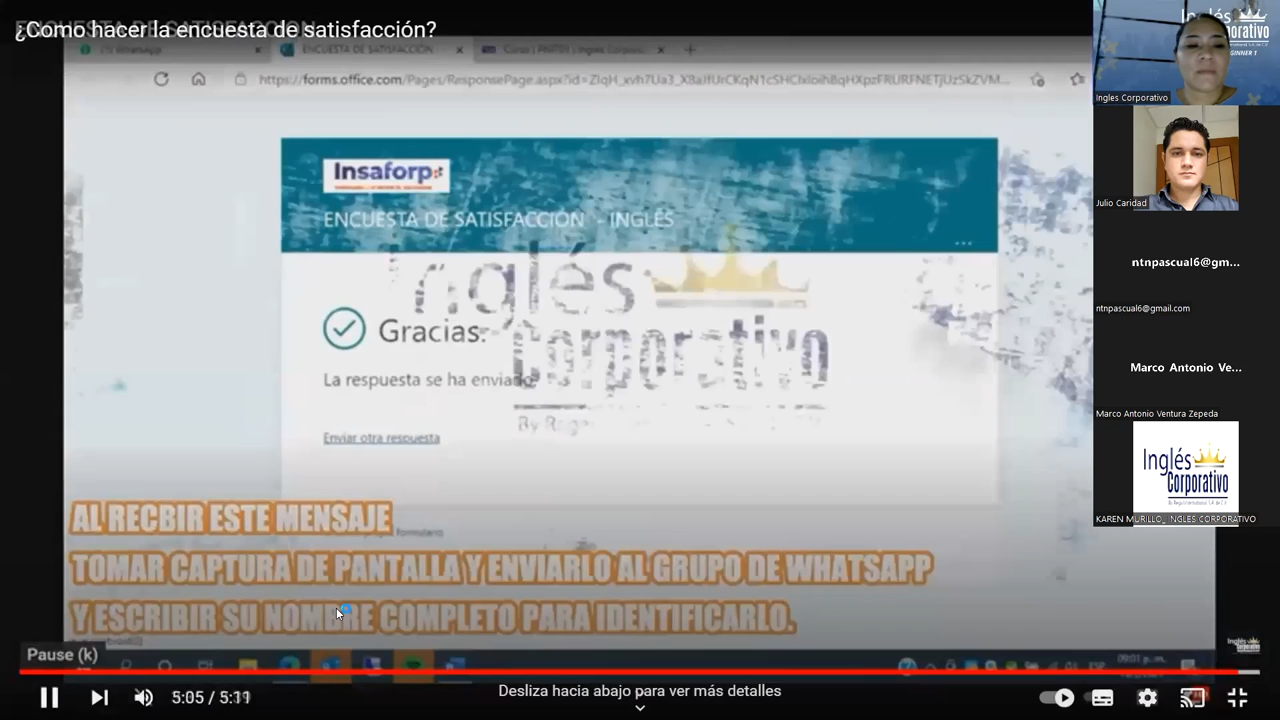 ¿Como hacer la encuesta de satisfacción?
WhatsApp
ENCUESTA DE SATISFACCION
https://forms.office.com/Pages/ResponsePage.aspx?id=
Insaforp
ENCUESTA DE SATISFACCIÓN - INGLÉS
Inglés
Corporativo
Gracias.
La respuesta se ha enviado
Enviar otra respuesta
AL RECBIR ESTE MENSAJE
TOMAR CAPTURA DE PANTALLA Y ENVIARLO AL GRUPO DE WHATSAPP
Y ESCRIBIR SU NOMBRE COMPLETO PARA IDENTIFICARLO.
Pause (k)
5:05 / 5:11
Desliza hacia abajo para ver más detalles
Ingles Corporativo
Julio Caridad
ntnpascual6@gm...
ntnpascual6@gmail.com
Marco Antonio Ve...
Marco Antonio Ventura Zepeda
Inglés
Corporativo
KAREN MURILLO_ INGLES CORPORATIVO